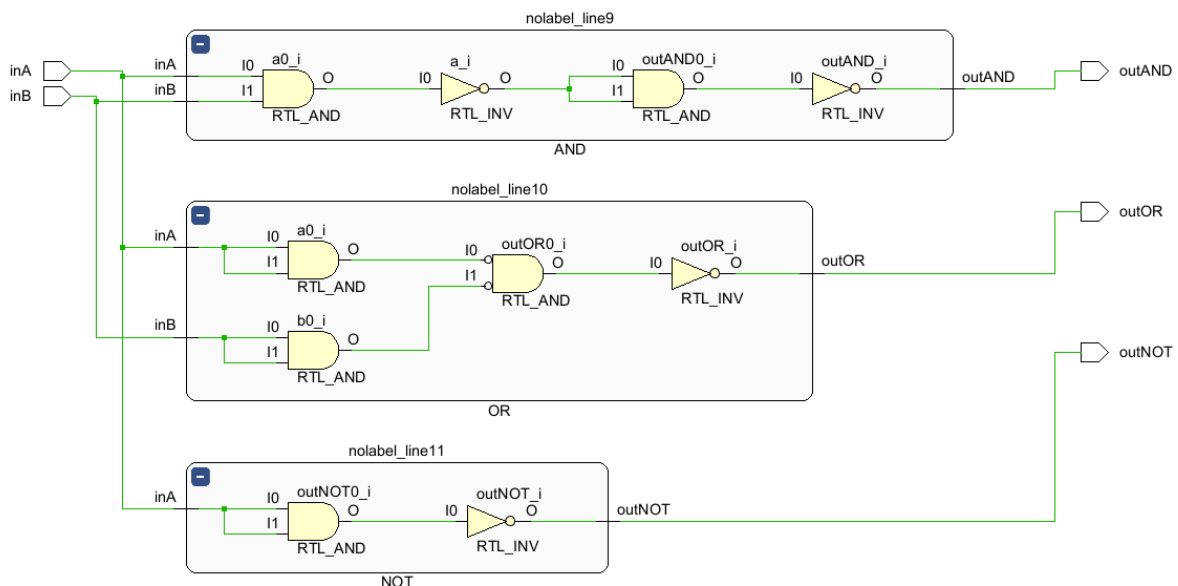 nolabel_line9
inA
inB
inA
inB
I0
I1
a0_i
O
RTL_AND
I0
a_i
O
RTL_INV
I0
I1
outAND0_i
O
RTL_AND
I0
outAND_i
O
RTL_INV
outAND
outAND
AND
nolabel_line10
inA
I0
I1
a0_i
O
RTL_AND
inB
I0
I1
b0_i
O
RTL_AND
I0
I1
outOR0_i
O
RTL_AND
I0
outOR_i
O
RTL_INV
outOR
outOR
OR
nolabel_line11
inA
I0
I1
outNOT0_i
O
RTL_AND
I0
outNOT_i
O
RTL_INV
outNOT
outNOT
NOT